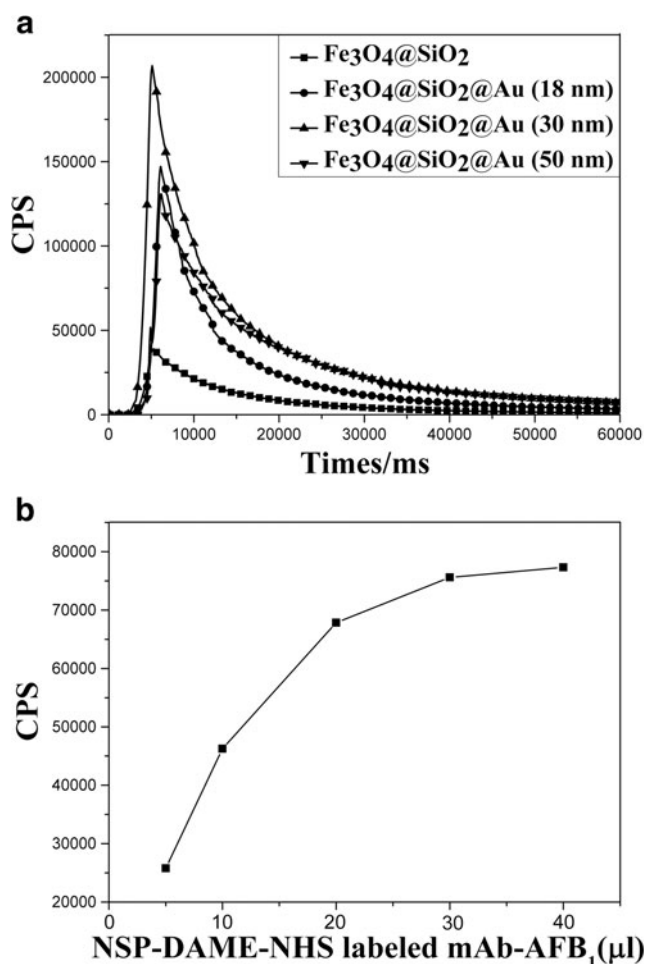 a
Fe3O4@SiO2
Fe3O4@SiO2@Au (18 nm)
Fe3O4@SiO2@Au (30 nm)
Fe3O4@SiO2@Au (50 nm)
200000
150000
100000
50000
0
CPS
0 10000 20000 30000 40000 50000 60000
Times/ms
b
80000
70000
60000
50000
40000
30000
20000
CPS
0 10 20 30 40
NSP-DAME-NHS labeled mAb-AFB1(μl)